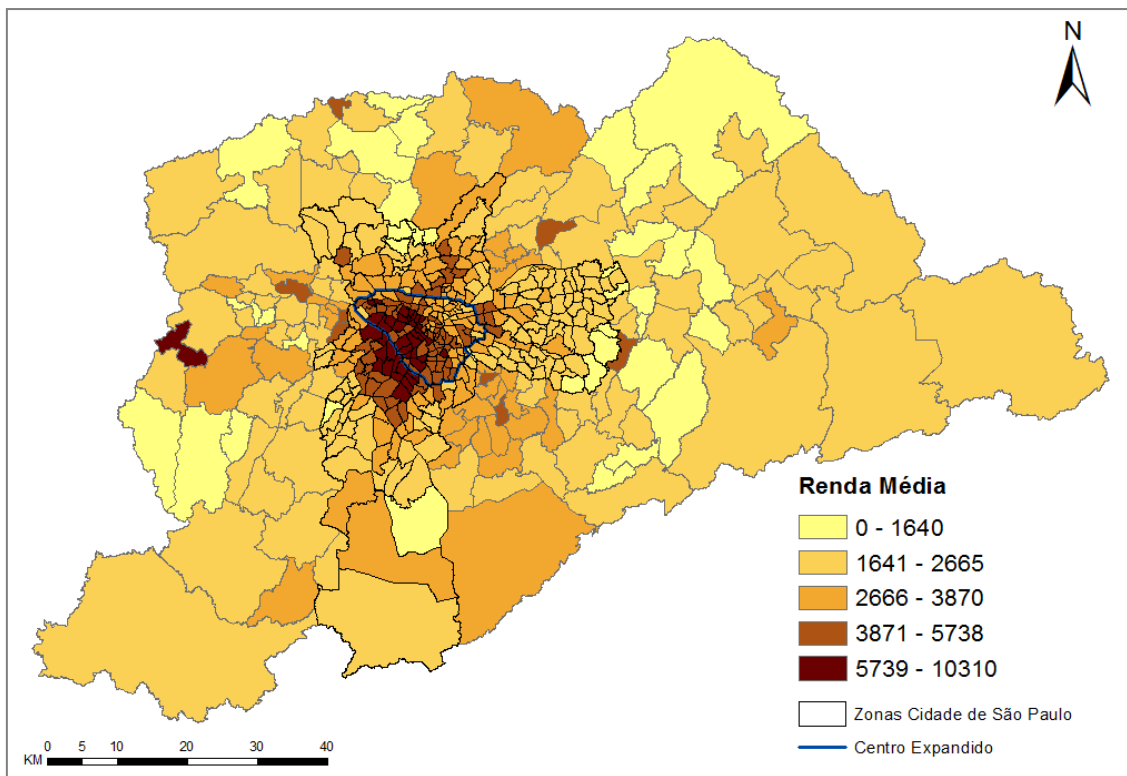 N
Renda Média
0 - 1640
1641 - 2665
2666 - 3870
3871 - 5738
5739 - 10310
Zonas Cidade de São Paulo
Centro Expandido
0 5 10 20 30 40
KM